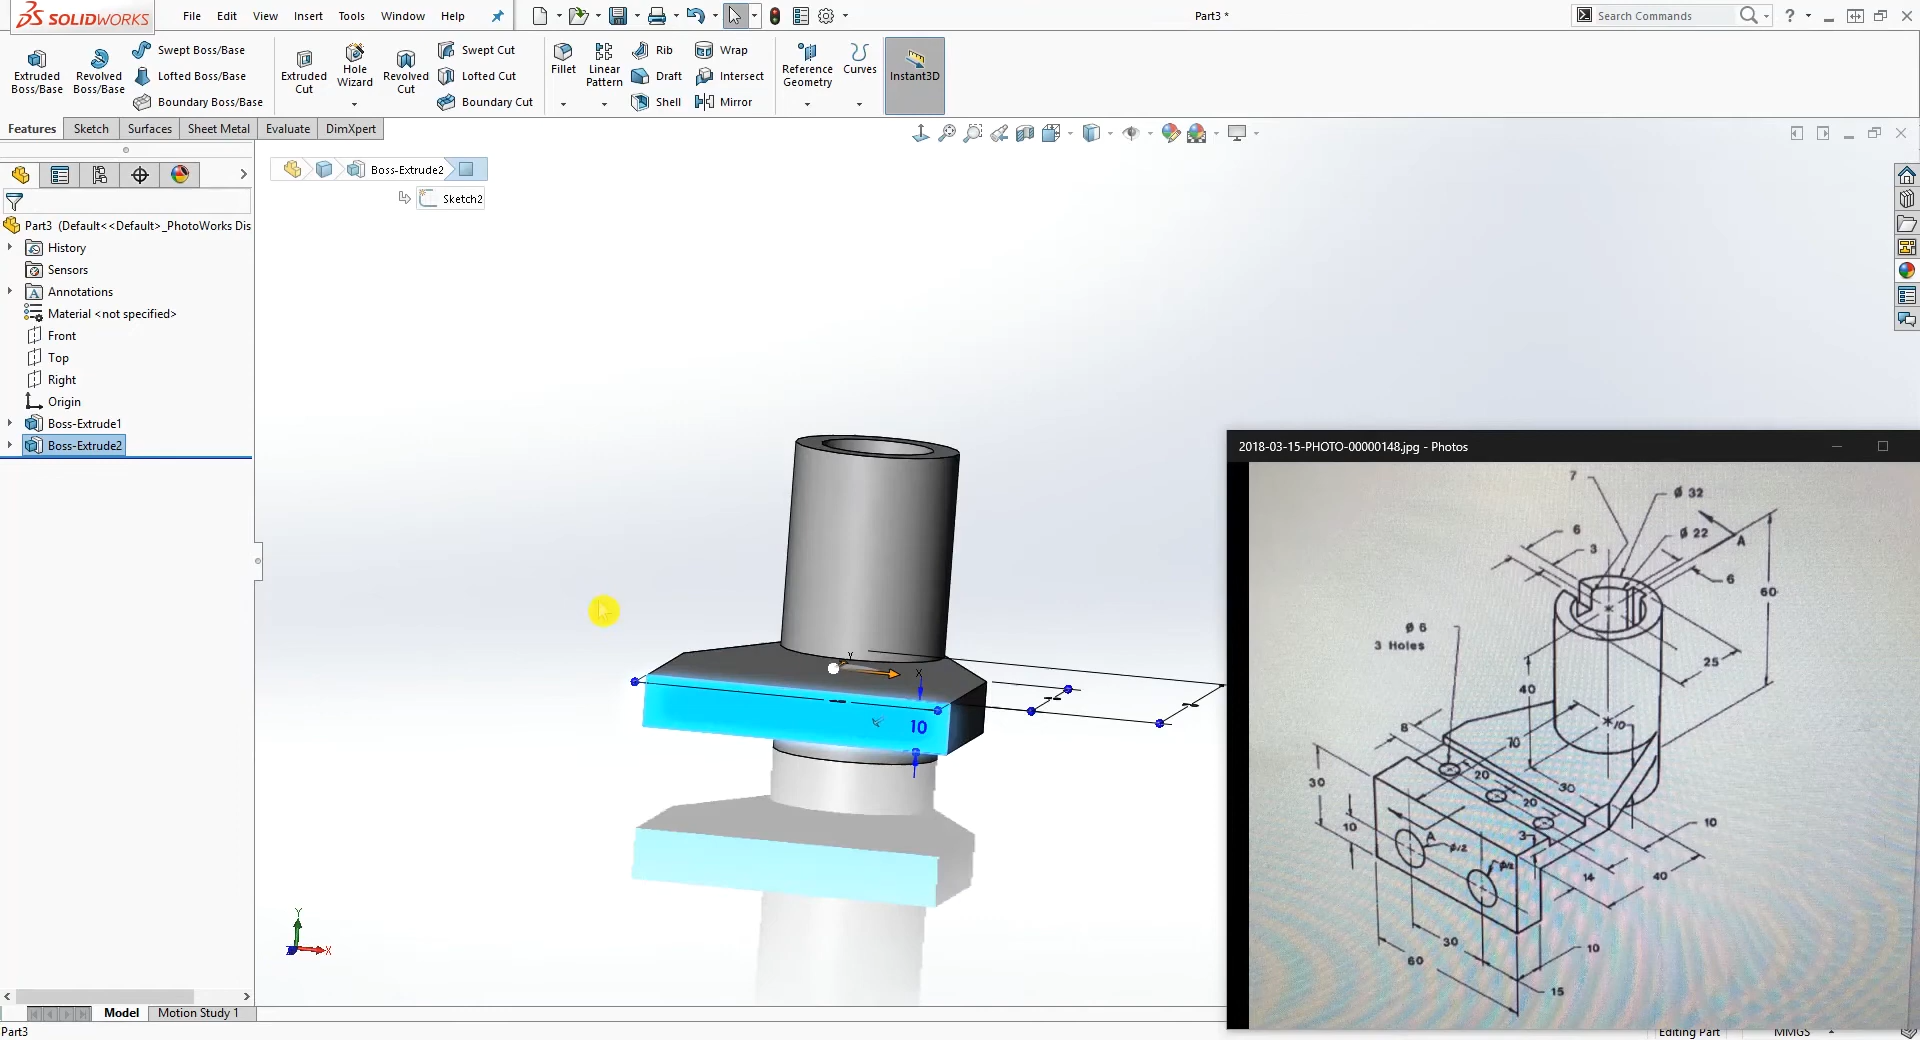 SOLIDWORKS
File Edit View Insert Tools Window Help
Part3 *
Search Commands
Extruded Boss/Base
Revolved Boss/Base
Swept Boss/Base
Lofted Boss/Base
Boundary Boss/Base
Extruded Cut
Hole Wizard
Revolved Cut
Swept Cut
Lofted Cut
Boundary Cut
Fillet
Linear Pattern
Rib
Draft
Shell
Wrap
Intersect
Mirror
Reference Geometry
Curves
Instant3D
Features Sketch Surfaces Sheet Metal Evaluate DimXpert
Boss-Extrude2
Sketch2
Part3 (Default<<Default>_PhotoWorks Dis
History
Sensors
Annotations
Material <not specified>
Front
Top
Right
Origin
Boss-Extrude1
Boss-Extrude2
Y
X
10
Y
X
2018-03-15-PHOTO-00000148.jpg - Photos
7
Ø 32
6
Ø 22
A
3
6
60
Ø 6
3 Holes
25
40
8
70
10
30
20
30
20
10
10
A
Ø12
3
Ø12
14
40
30
10
60
15
Model Motion Study 1
Part3
Editing Part
MMGS